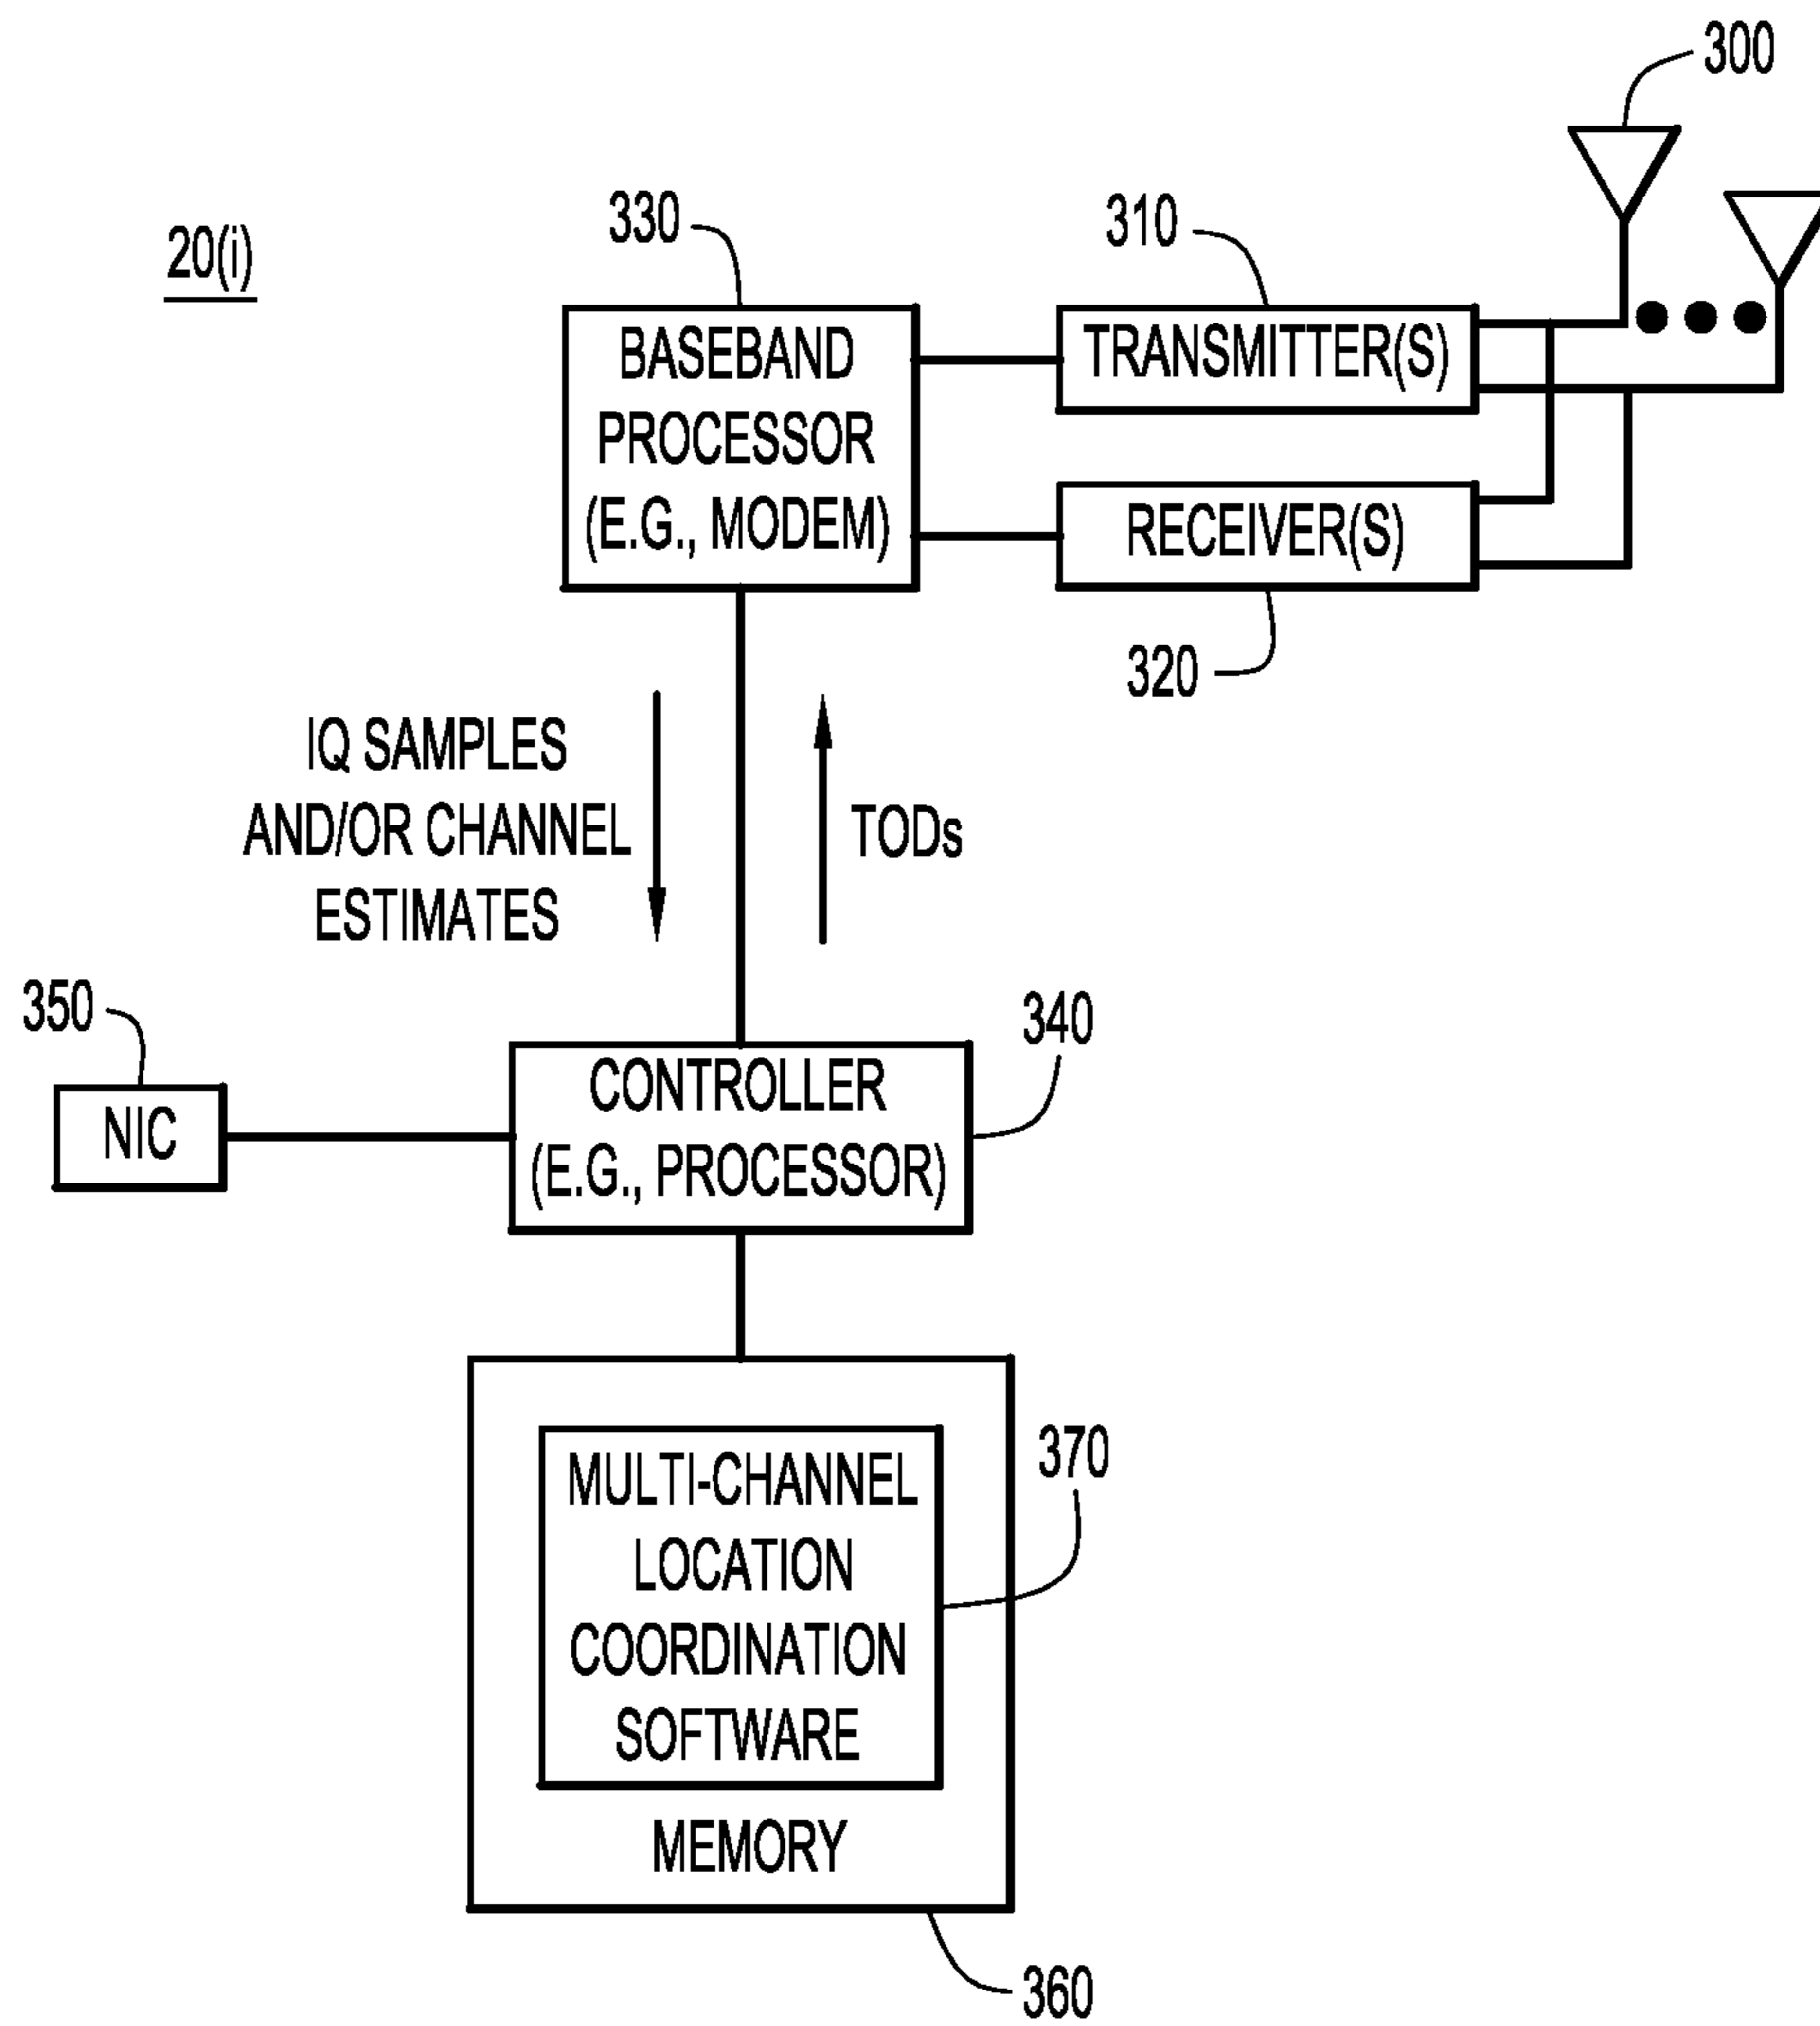 300
20(i)
330
310
BASEBAND
PROCESSOR
(E.G., MODEM)
TRANSMITTER(S)
RECEIVER(S)
320
IQ SAMPLES
AND/OR CHANNEL
ESTIMATES
TODs
350
340
NIC
CONTROLLER
(E.G., PROCESSOR)
370
MULTI-CHANNEL
LOCATION
COORDINATION
SOFTWARE
MEMORY
360